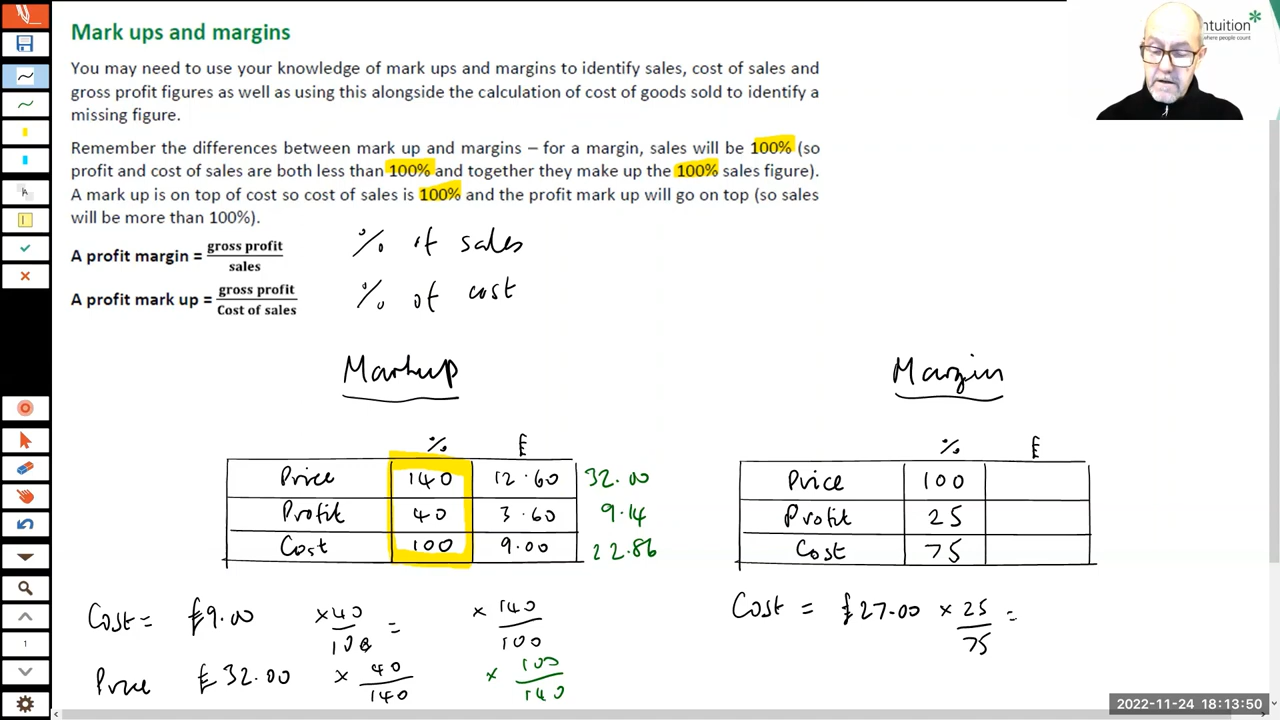 Mark ups and margins
ntuition
where people count
You may need to use your knowledge of mark ups and margins to identify sales, cost of sales and
gross profit figures as well as using this alongside the calculation of cost of goods sold to identify a
missing figure.
Remember the differences between mark up and margins – for a margin, sales will be 100% (so
profit and cost of sales are both less than 100% and together they make up the 100% sales figure).
A mark up is on top of cost so cost of sales is 100% and the profit mark up will go on top (so sales
will be more than 100%).
A profit margin = gross profit / sales
% of sales
A profit mark up = gross profit / Cost of sales
% of cost
Markup
% £
Price 140 12.60 32.00
Profit 40 3.60 9.14
Cost 100 9.00 22.86
Cost = £9.00 × 40/100 = × 140/100
Price £32.00 × 40/140 × 100/140
Margin
% £
Price 100
Profit 25
Cost 75
Cost = £27.00 × 25/75 =
1
2022-11-24 18:13:50